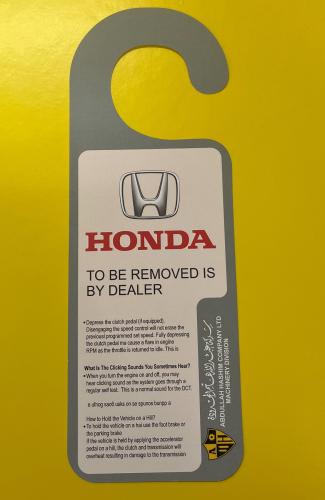 HONDA
TO BE REMOVED IS
BY DEALER
• Depress the clutch pedal (if equipped).
Disengaging the speed control will not erase the
previoual programmed set speed. Fully depressing
the clutch pedal me cause a flare in engine
RPM as the throttle is returned to idle. This is
What Is The Clicking Sounds You Sometimes Hear?
• When you turn the engine on and off, you may
hear clicking sound as the system goes through a
regular self teat. This is a normal sound for the DCT.
How to Hold the Vehicle on a Hill?
• To hold the vehicle on a hai use the foot brake or
the parking brake
if the vehicle is held by applying the accelerator
pedal on a hill, the clutch and transmission will
overheat resulting in damage to the transmission
ABDULLAH HASHIM COMPANY LTD
MACHINERY DIVISION